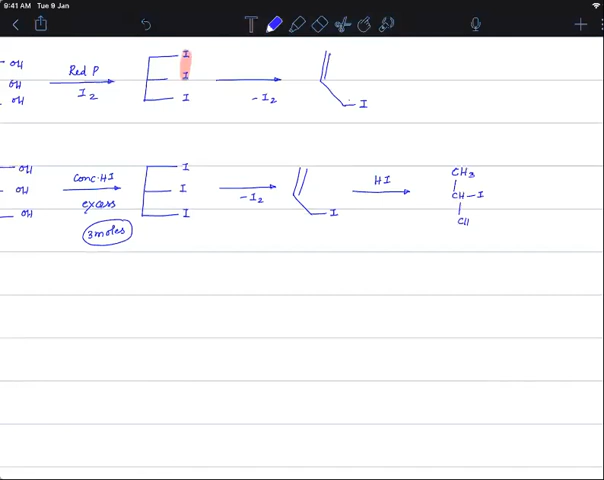 9:41 AM Tue 9 Jan
OH Red P I
OH I
OH I2 I - I2 I
OH Conc·HI I HI CH3
OH excess I - I2 CH-I
OH 3moles I I